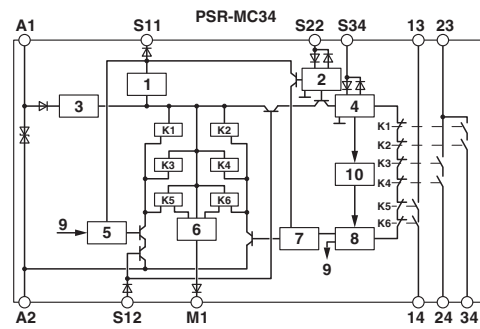 PSR-MC34
A1 S11 S22 S34 13 23
1 2
3 4
K1 K2 K1
K2
K3 K4 K3
10
K4
K5 K6 K5
9 5 6 7 8 K6
9
A2 S12 M1 14 24 34